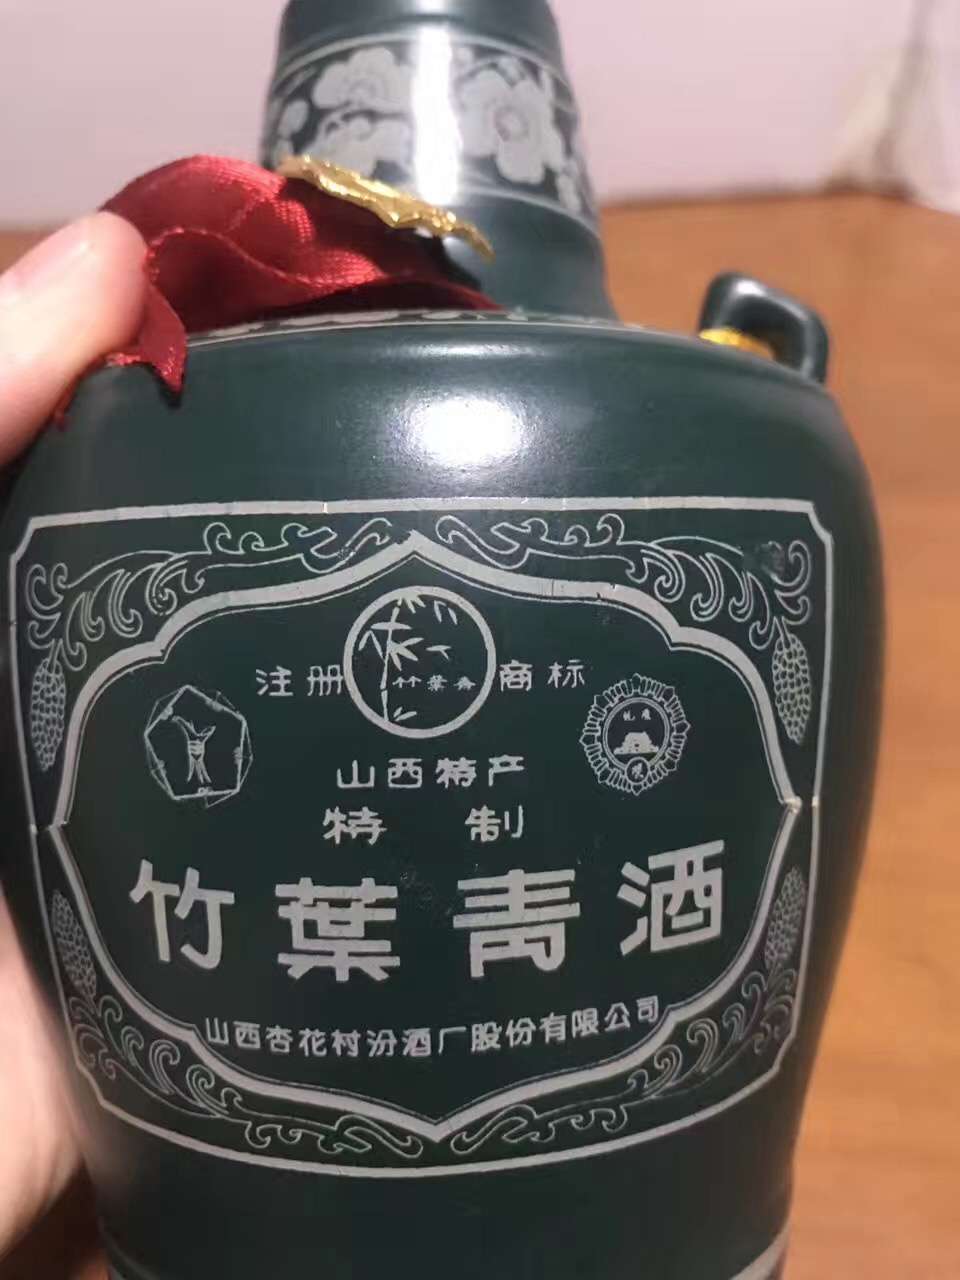 注册
竹葉青
商标
山西特产
特制
竹葉青酒
山西杏花村汾酒厂股份有限公司